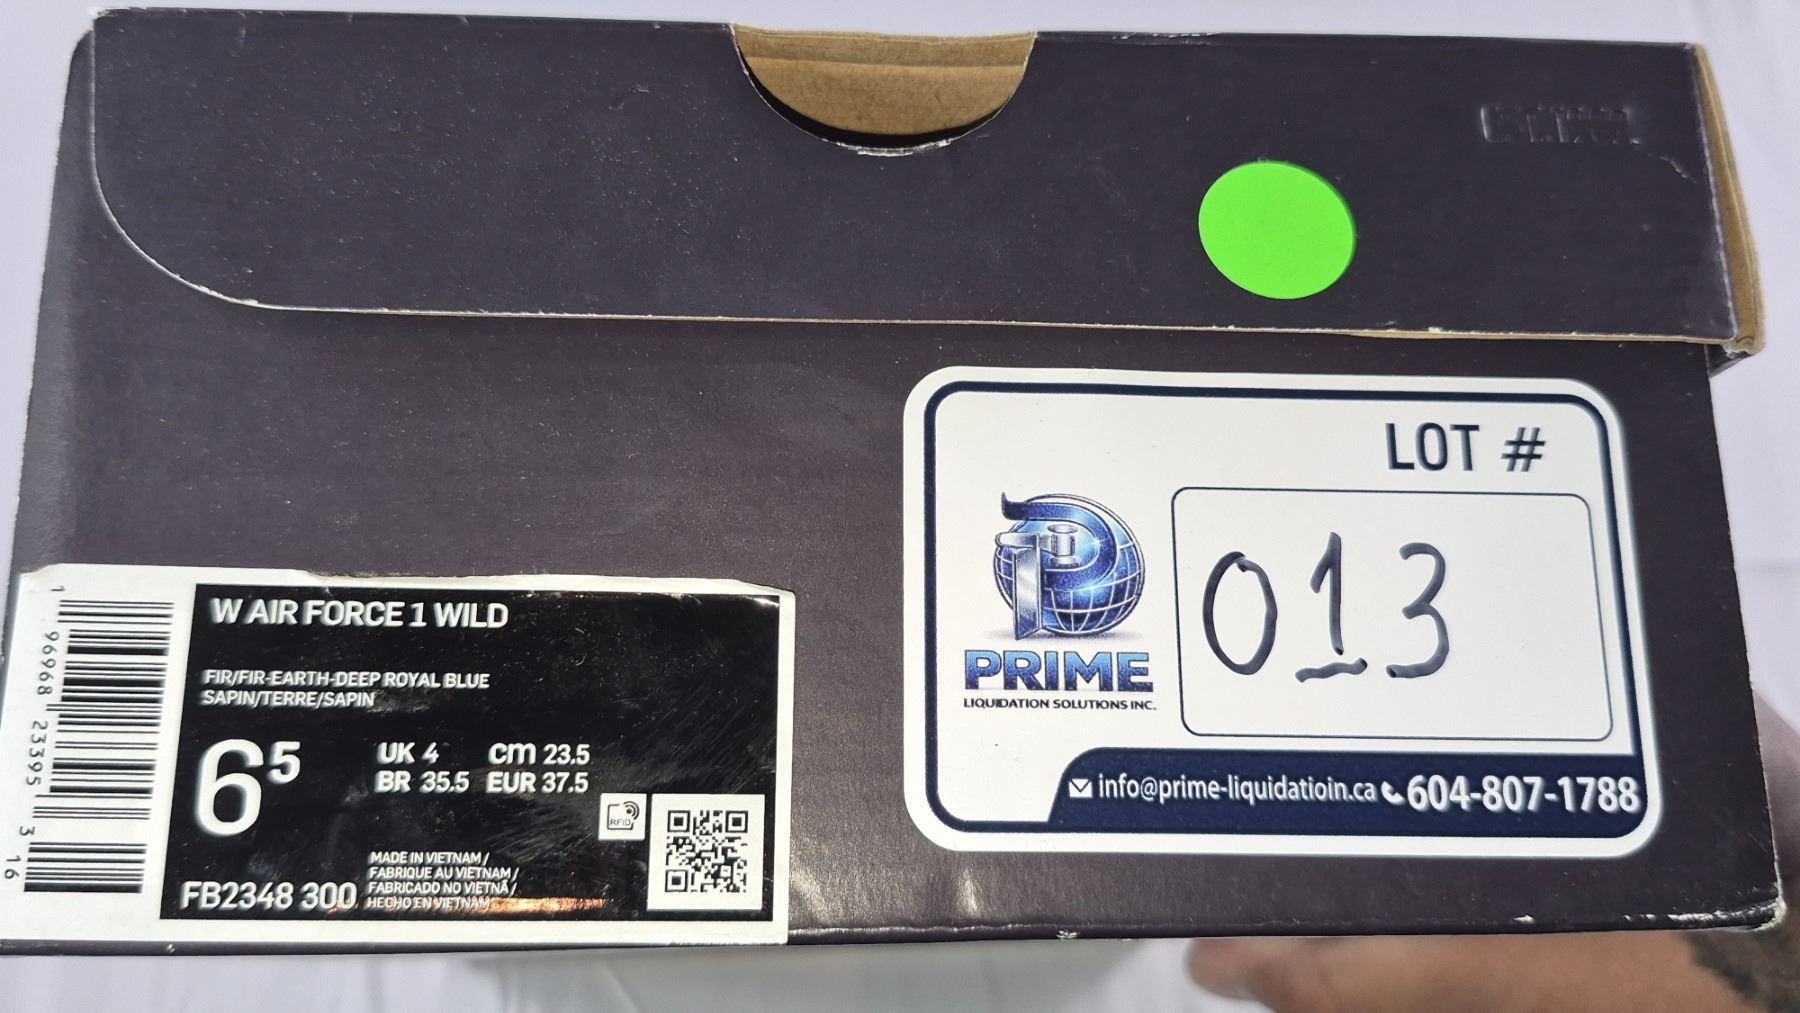 LOT #
013
PRIME
LIQUIDATION SOLUTIONS INC.
info@prime-liquidatioin.ca 604-807-1788
W AIR FORCE 1 WILD
FIR/FIR-EARTH-DEEP ROYAL BLUE
SAPIN/TERRE/SAPIN
6 5
UK 4 cm 23.5
BR 35.5 EUR 37.5
RFID
MADE IN VIETNAM /
FABRIQUE AU VIETNAM /
FABRICADO NO VIETNÃ /
HECHO EN VIETNAM
FB2348 300
1 96968 23395 3 16